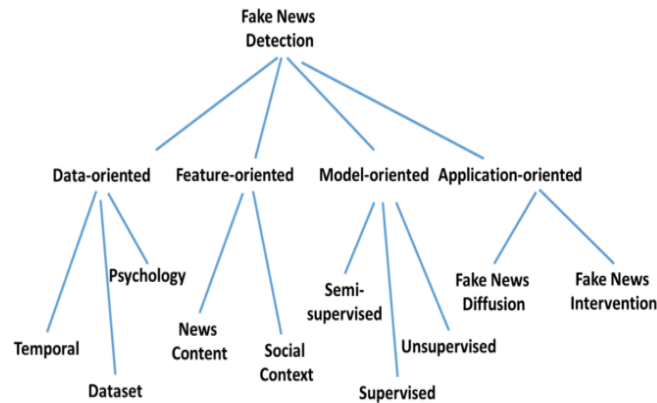 Fake News
Detection
Data-oriented
Feature-oriented
Model-oriented
Application-oriented
Psychology
Temporal
Dataset
News
Content
Social
Context
Semi-
supervised
Unsupervised
Supervised
Fake News
Diffusion
Fake News
Intervention